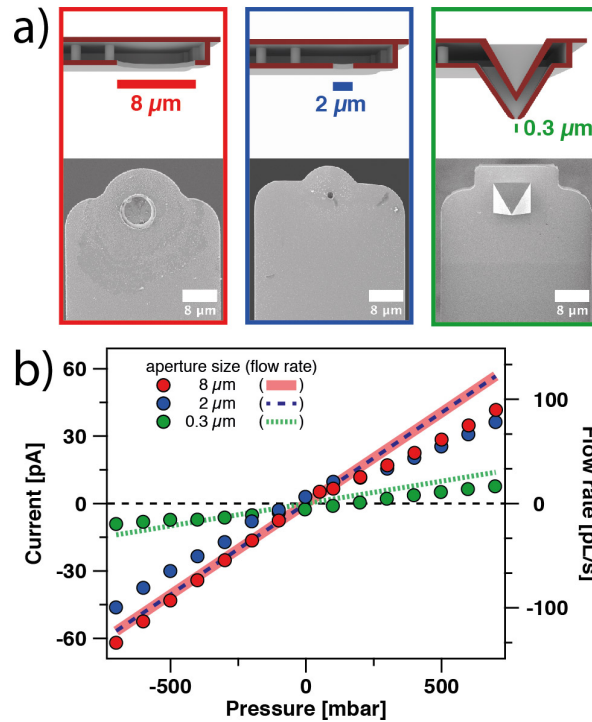 a)
8 µm
2 µm
0.3 µm
8 µm
8 µm
8 µm
b)
aperture size (flow rate)
8 µm ( )
2 µm ( )
0.3 µm ( )
60
30
0
-30
-60
Current [pA]
100
0
-100
Flow rate [pL/s]
-500
0
500
Pressure [mbar]